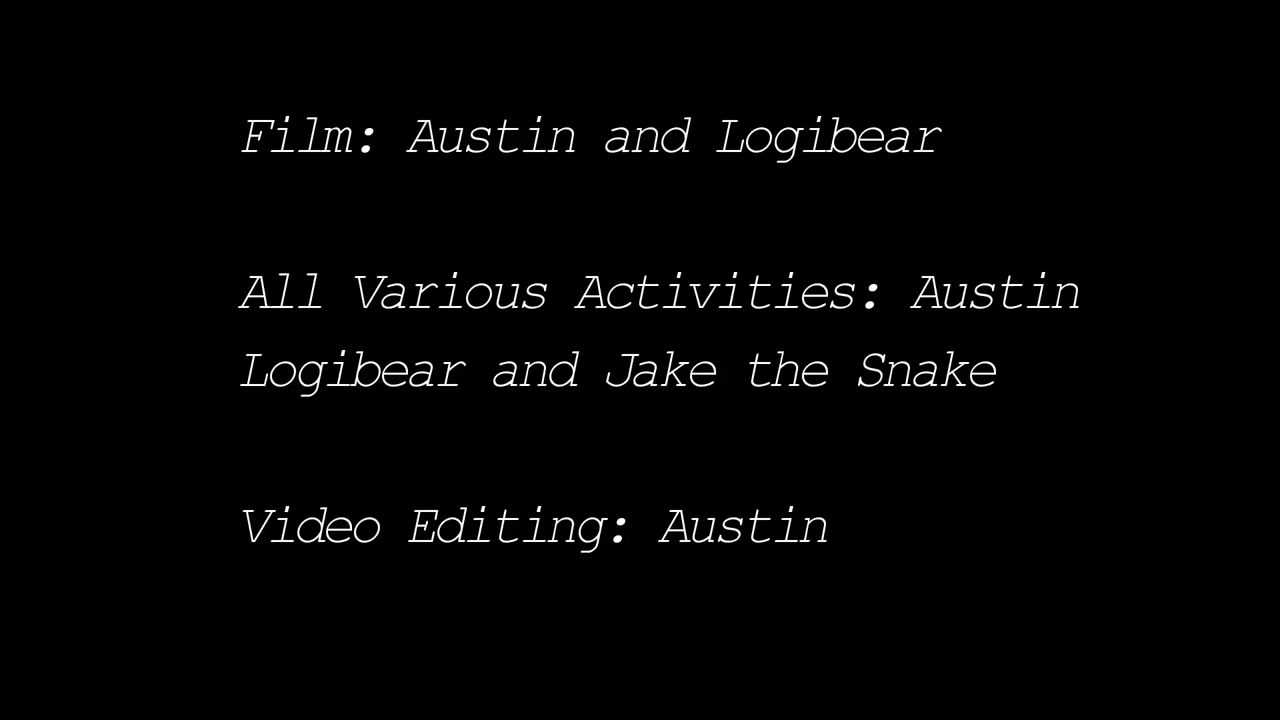 Film: Austin and Logibear
All Various Activities: Austin
Logibear and Jake the Snake
Video Editing: Austin